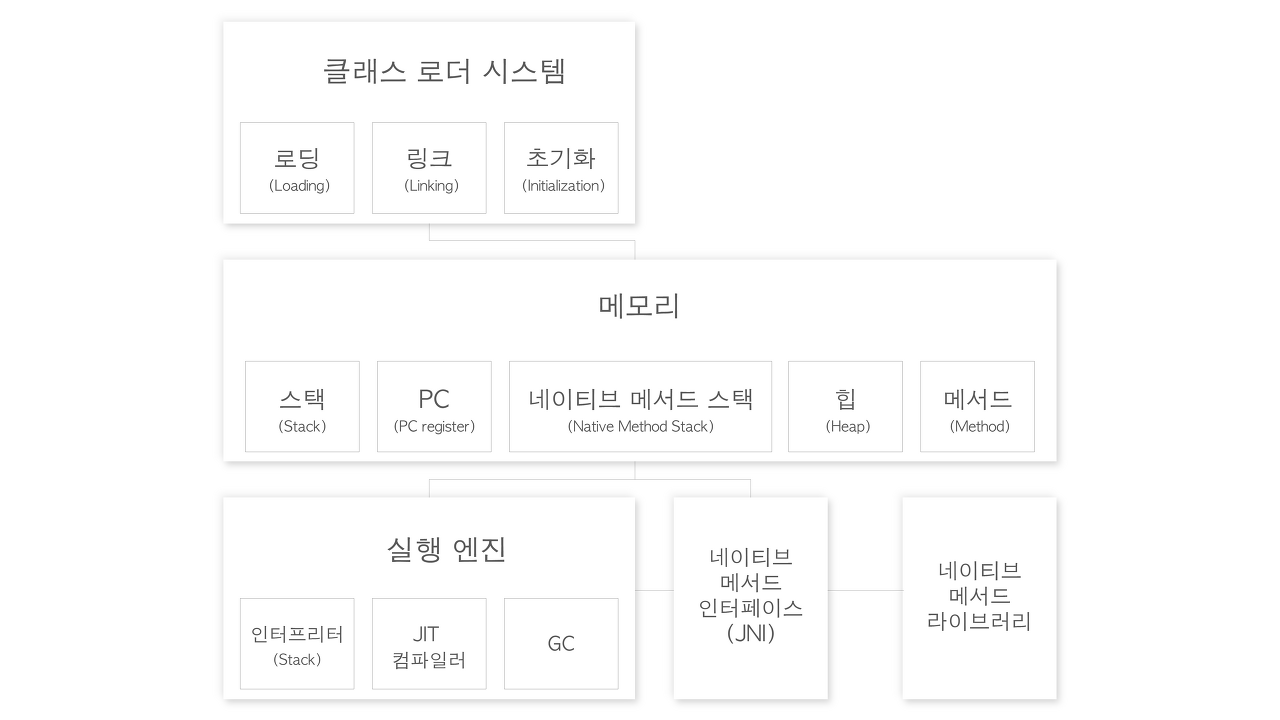 클래스 로더 시스템
로딩
(Loading)
링크
(Linking)
초기화
(Initialization)
메모리
스택
(Stack)
PC
(PC register)
네이티브 메서드 스택
(Native Method Stack)
힙
(Heap)
메서드
(Method)
실행 엔진
인터프리터
(Stack)
JIT
컴파일러
GC
네이티브
메서드
인터페이스
(JNI)
네이티브
메서드
라이브러리